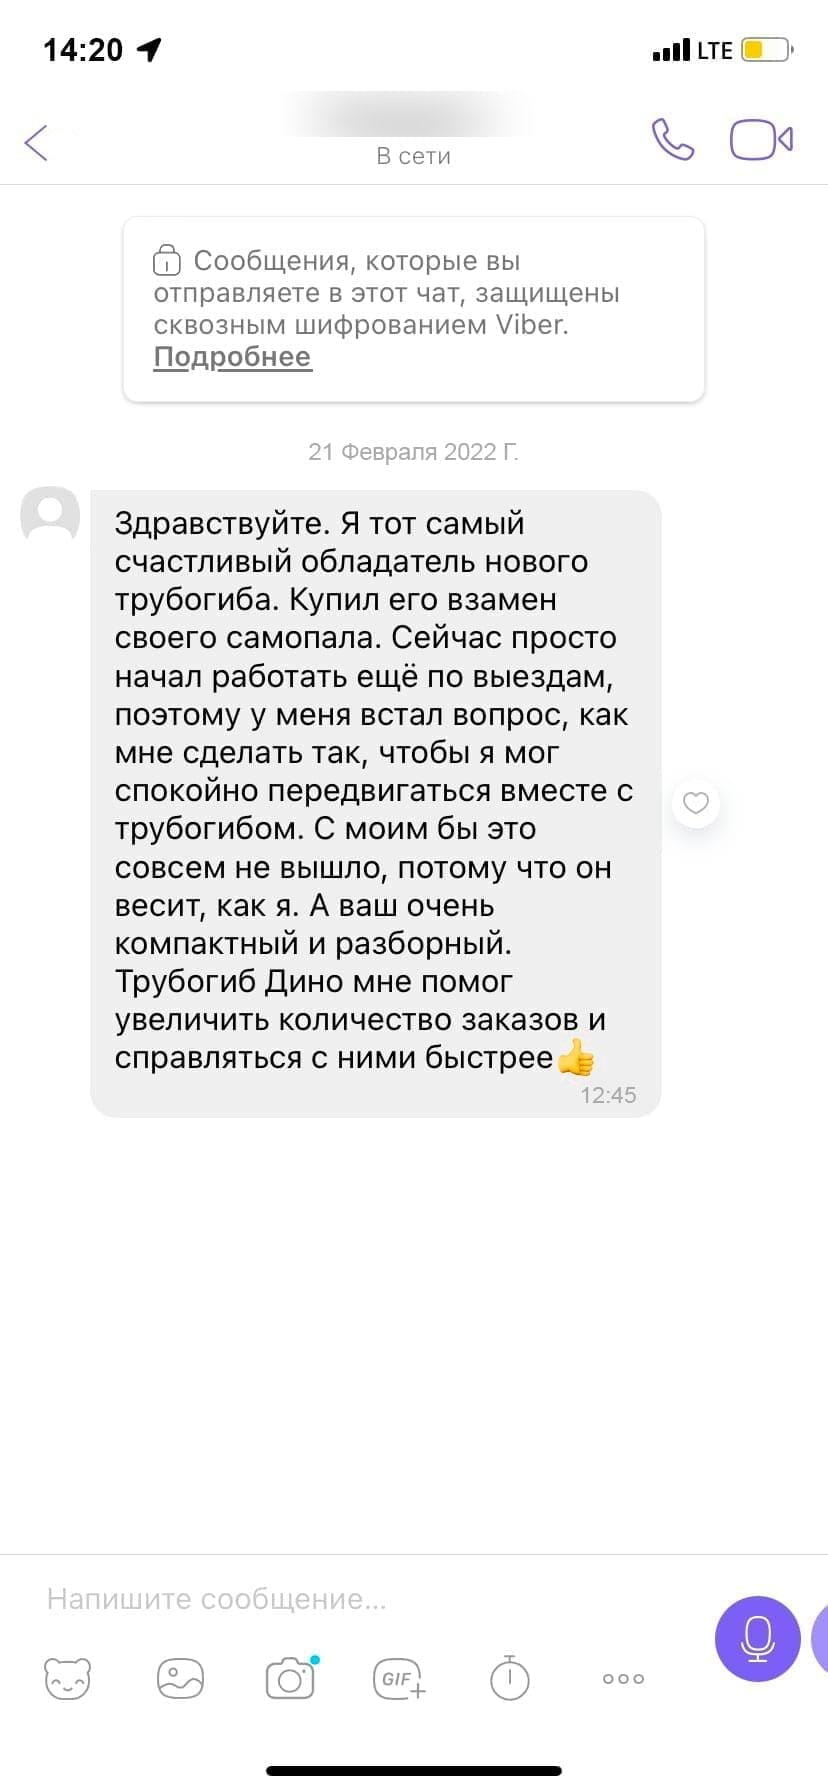 14:20
LTE
В сети
Сообщения, которые вы
отправляете в этот чат, защищены
сквозным шифрованием Viber.
Подробнее
21 Февраля 2022 Г.
Здравствуйте. Я тот самый
счастливый обладатель нового
трубогиба. Купил его взамен
своего самопала. Сейчас просто
начал работать ещё по выездам,
поэтому у меня встал вопрос, как
мне сделать так, чтобы я мог
спокойно передвигаться вместе с
трубогибом. С моим бы это
совсем не вышло, потому что он
весит, как я. А ваш очень
компактный и разборный.
Трубогиб Дино мне помог
увеличить количество заказов и
справляться с ними быстрее👍
12:45
Напишите сообщение...
GIF